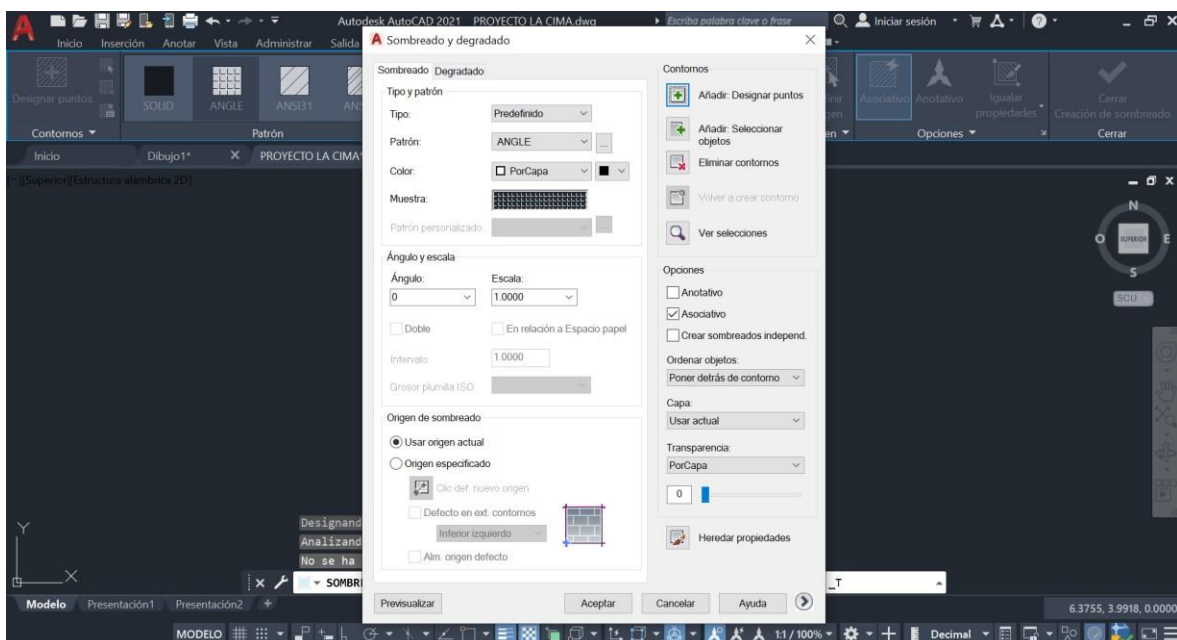 Autodesk AutoCAD 2021 PROYECTO LA CIMA.dwg
Escriba palabra clave o frase
Iniciar sesión
Inicio Inserción Anotar Vista Administrar Salida
Designar puntos
SOLID ANGLE ANSI31
Asociativo Anotativo Igualar propiedades
Cerrar Creación de sombreado
Contornos Patrón Opciones Cerrar
Inicio Dibujo1* PROYECTO LA CIMA*
[−][Superior][Estructura alámbrica 2D]
Sombreado y degradado
Sombreado Degradado
Tipo y patrón
Tipo: Predefinido
Patrón: ANGLE ...
Color: PorCapa
Muestra:
Patrón personalizado: ...
Ángulo y escala
Ángulo: Escala:
0 1.0000
Doble En relación a Espacio papel
Intervalo: 1.0000
Grosor plumilla ISO:
Origen de sombreado
Usar origen actual
Origen especificado
Clic def. nuevo origen
Defecto en ext. contornos
Inferior izquierdo
Alm. origen defecto
Contornos
Añadir: Designar puntos
Añadir: Seleccionar
objetos
Eliminar contornos
Volver a crear contorno
Ver selecciones
Opciones
Anotativo
Asociativo
Crear sombreados independ.
Ordenar objetos:
Poner detrás de contorno
Capa:
Usar actual
Transparencia:
PorCapa
0
Heredar propiedades
Previsualizar Aceptar Cancelar Ayuda
N
O SUPERIOR E
S
SCU
Y
X
Designand
Analizand
No se ha
SOMBR
_T
Modelo Presentación1 Presentación2 +
6.3755, 3.9918, 0.0000
MODELO 1:1 / 100% Decimal